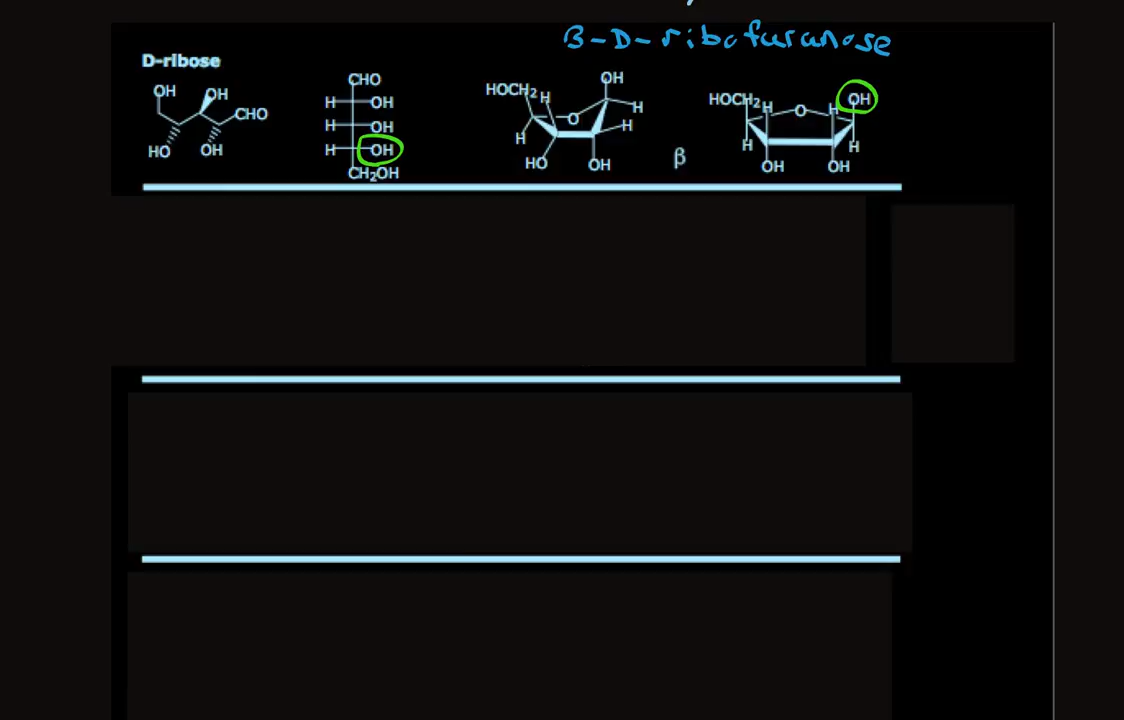 B-D-ribofuranose
D-ribose
OH
OH
CHO
HO
OH
CHO
H OH
H OH
H OH
CH2OH
HOCH2 H
OH
O
H
H
H
HO
OH
β
HOCH2 H
O
H
OH
H
H
OH
OH